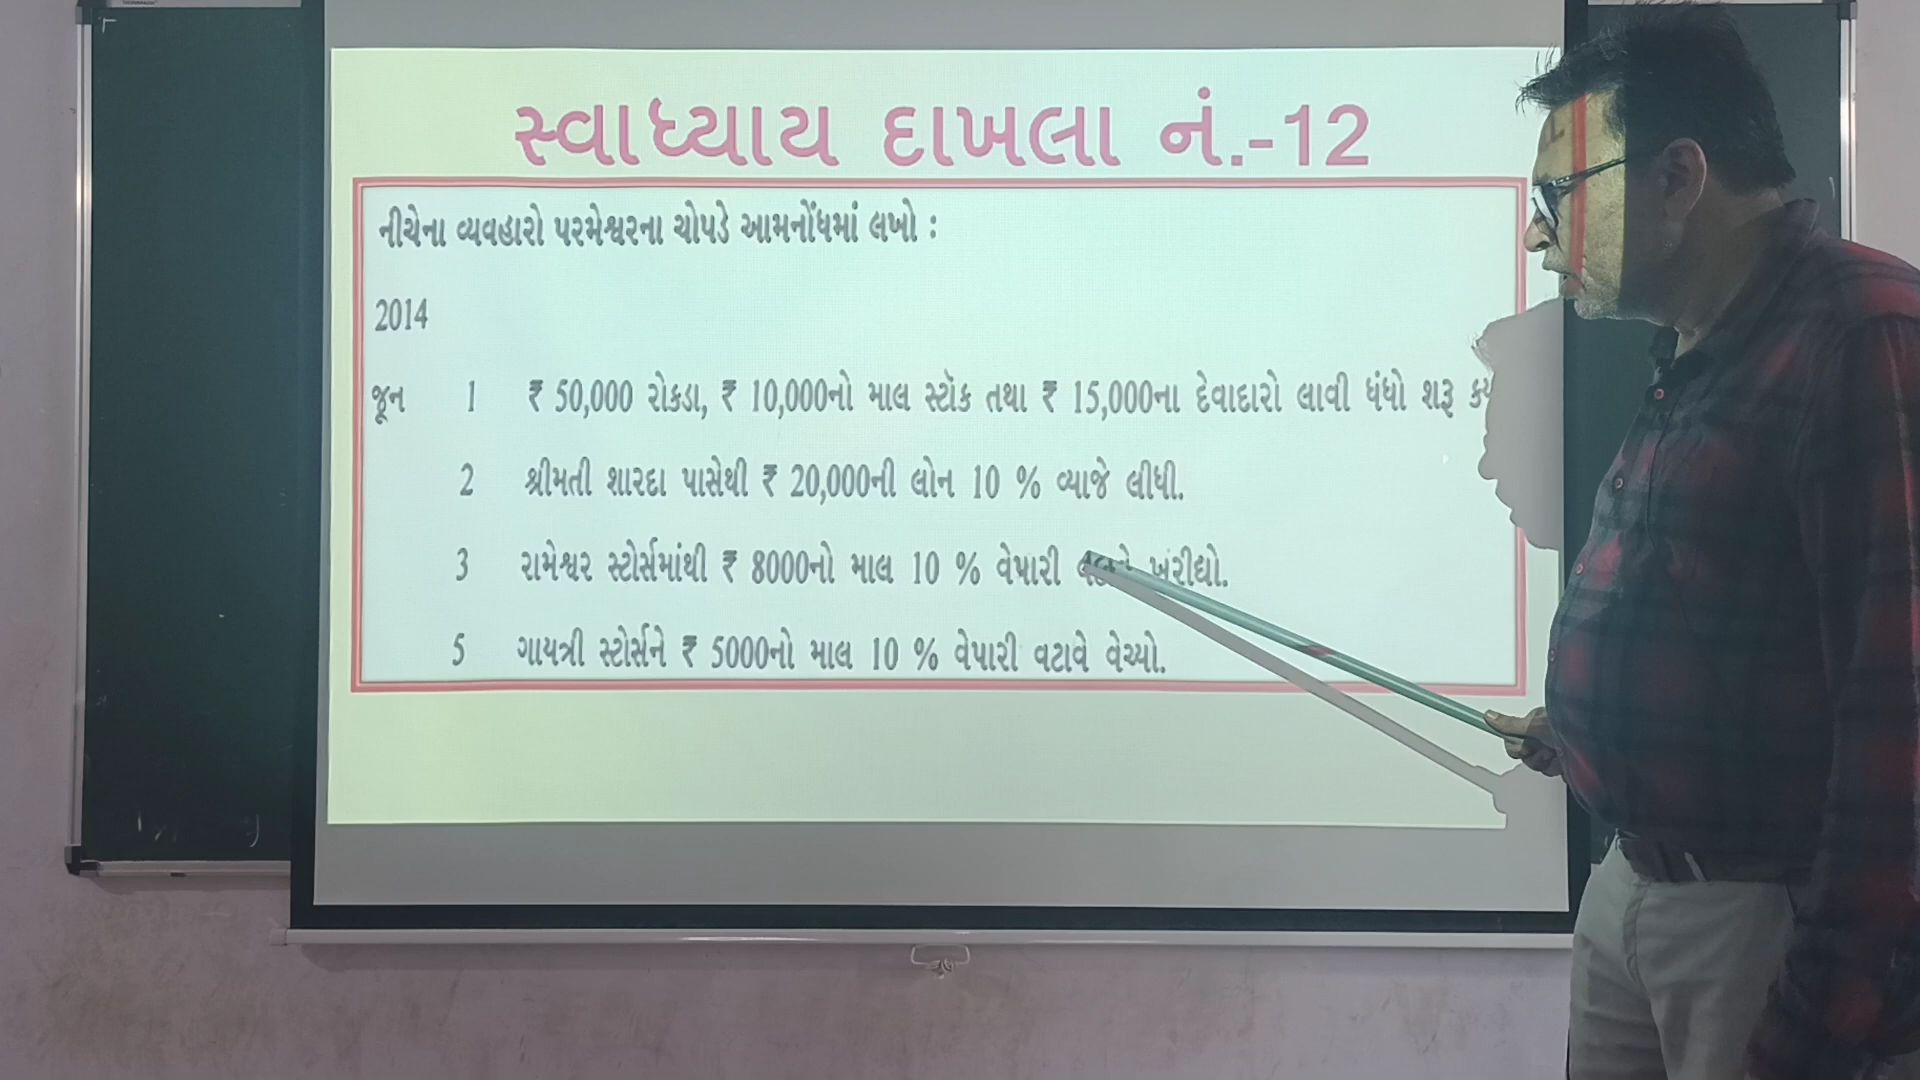 સ્વાધ્યાય દાખલા નં.-12
નીચેના વ્યવહારો પરમેશ્વરના ચોપડે આમનોંધમાં લખો :
2014
જૂન 1 ₹ 50,000 રોકડા, ₹ 10,000નો માલ સ્ટૉક તથા ₹ 15,000ના દેવાદારો લાવી ધંધો શરૂ
2 શ્રીમતી શારદા પાસેથી ₹ 20,000ની લોન 10 % વ્યાજે લીધી.
3 રામેશ્વર સ્ટોર્સમાંથી ₹ 8000નો માલ 10 % વેપારી ખરીદ્યો.
5 ગાયત્રી સ્ટોર્સને ₹ 5000નો માલ 10 % વેપારી વટાવે વેચ્યો.